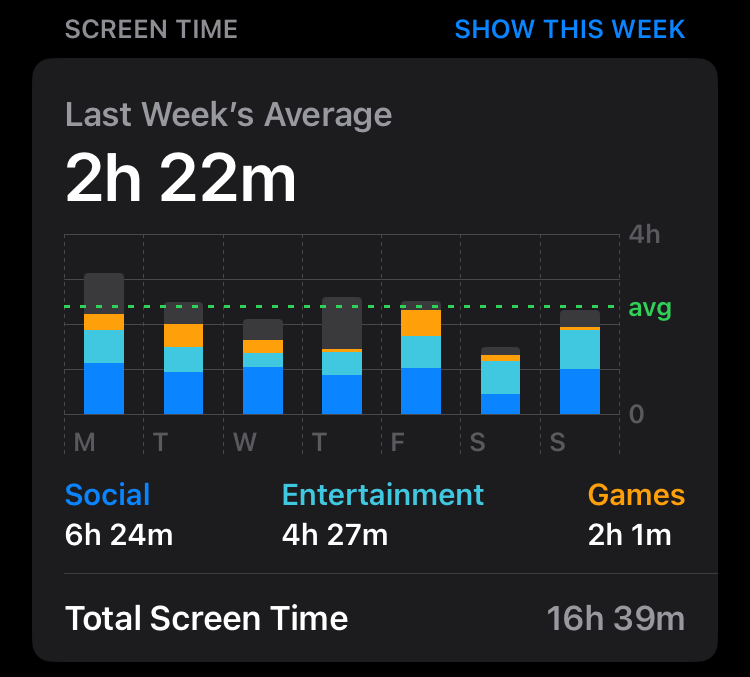 SCREEN TIME SHOW THIS WEEK
Last Week’s Average
2h 22m
4h
avg
0
M T W T F S S
Social Entertainment Games
6h 24m 4h 27m 2h 1m
Total Screen Time 16h 39m